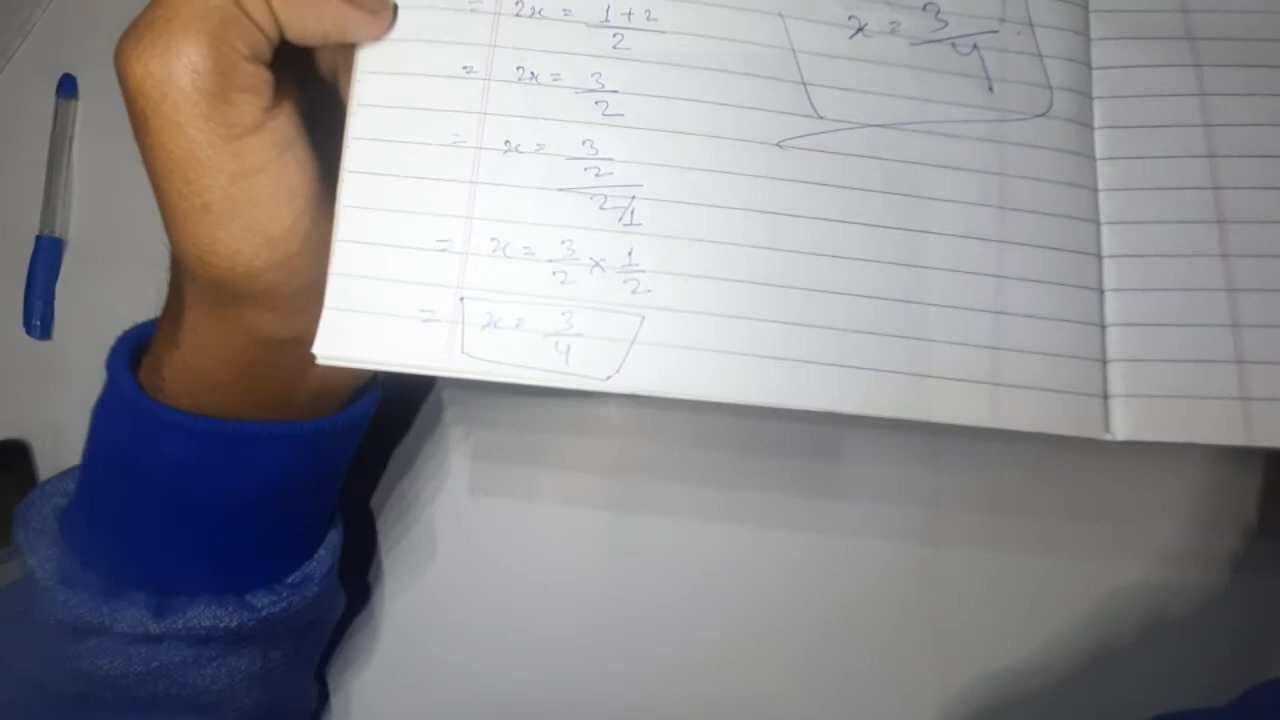 = 2x = 1+2/2
= 2x = 3/2
= x = 3/2 / 2/1
= x = 3/2 × 1/2
= x = 3/4
x = 3/4